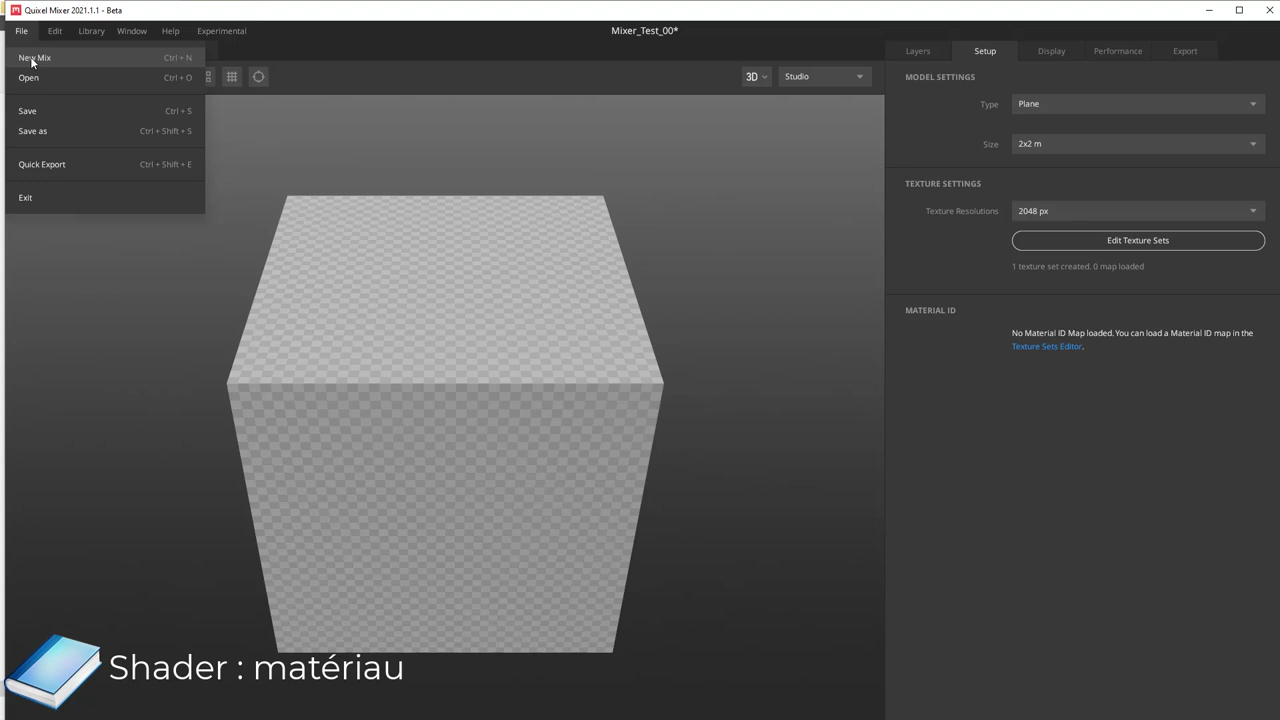 Quixel Mixer 2021.1.1 - Beta
File Edit Library Window Help Experimental
Mixer_Test_00*
New Mix Ctrl + N
Open Ctrl + O
Save Ctrl + S
Save as Ctrl + Shift + S
Quick Export Ctrl + Shift + E
Exit
3D Studio
Layers Setup Display Performance Export
MODEL SETTINGS
Type Plane
Size 2x2 m
TEXTURE SETTINGS
Texture Resolutions 2048 px
Edit Texture Sets
1 texture set created. 0 map loaded
MATERIAL ID
No Material ID Map loaded. You can load a Material ID map in the
Texture Sets Editor.
Shader : matériau